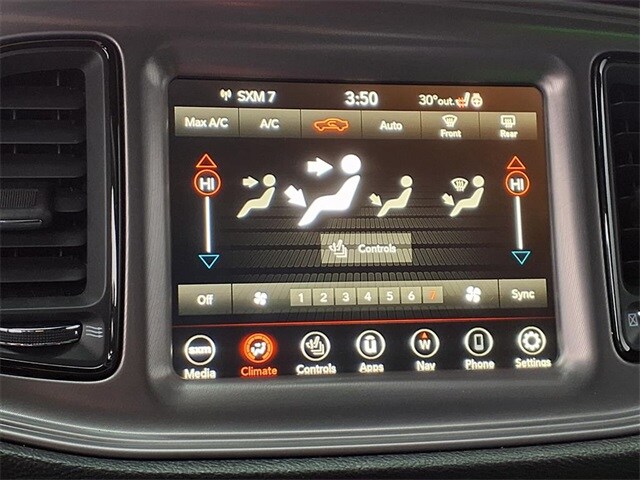 SXM 7 3:50 30°out.
Max A/C A/C Auto Front Rear
HI HI
Controls
Off 1 2 3 4 5 6 7 Sync
sxm W
Media Climate Controls Apps Nav Phone Settings